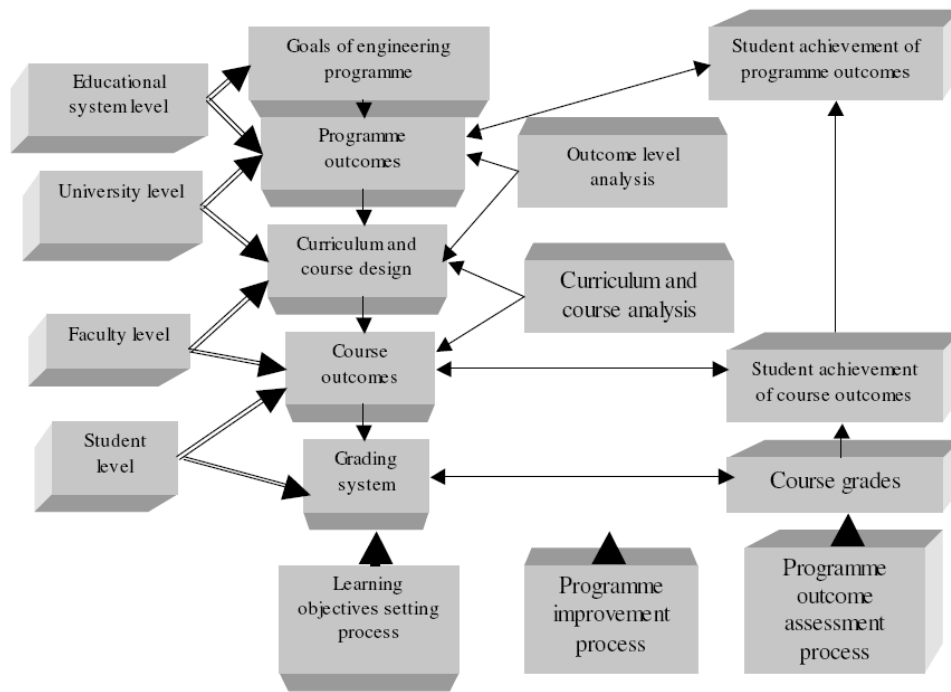 Goals of engineering
programme
Student achievement of
programme outcomes
Educational
system level
Programme
outcomes
Outcome level
analysis
University level
Curriculum and
course design
Curriculum and
course analysis
Faculty level
Course
outcomes
Student achievement
of course outcomes
Student
level
Grading
system
Course grades
Learning
objectives setting
process
Programme
improvement
process
Programme
outcome
assessment
process